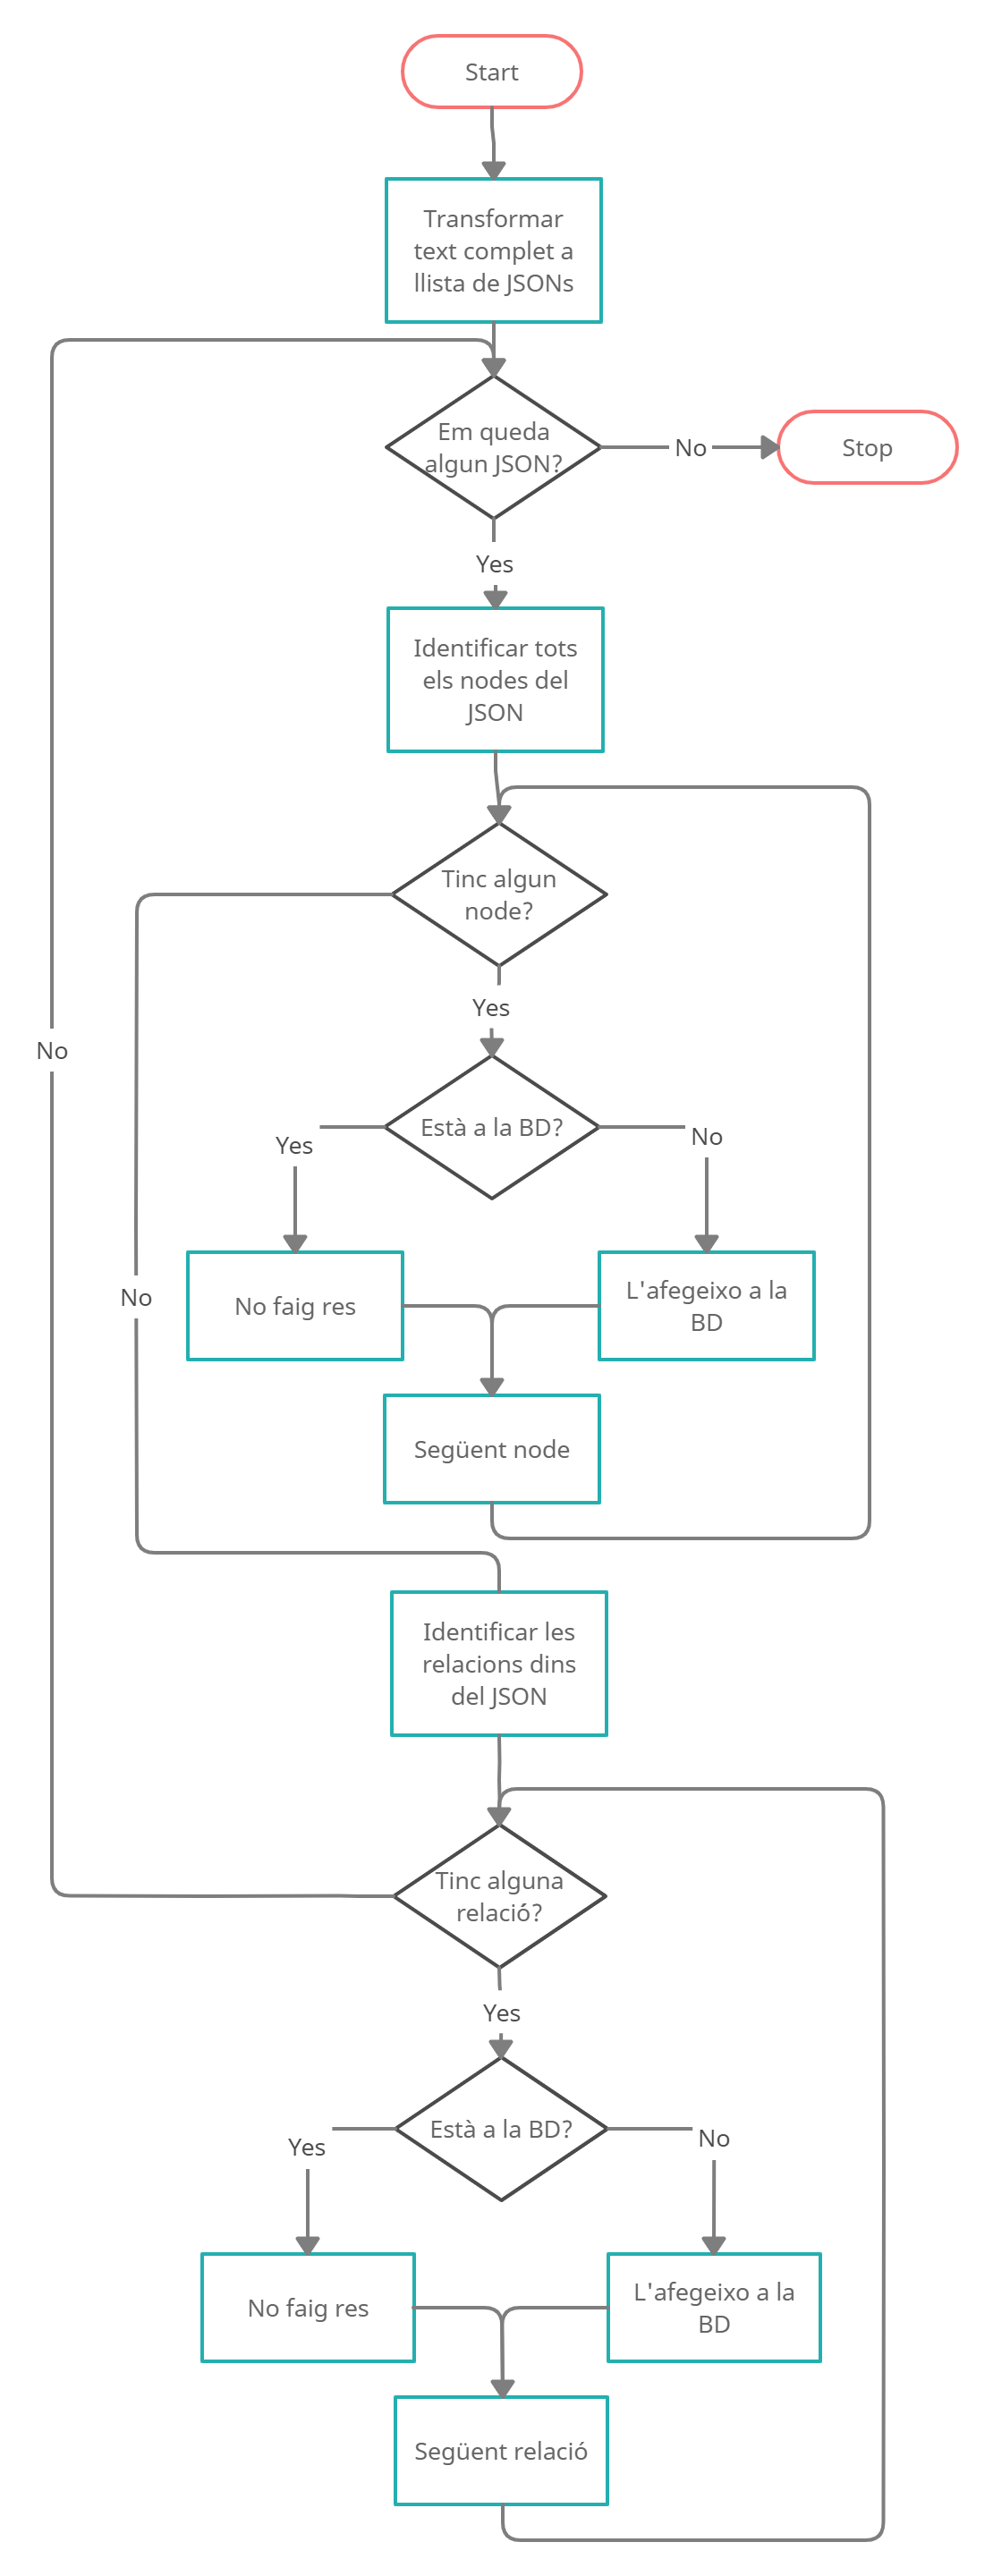 Start
Transformar
text complet a
llista de JSONs
Em queda
algun JSON?
No
Stop
Yes
Identificar tots
els nodes del
JSON
Tinc algun
node?
Yes
No
Està a la BD?
Yes
No
No faig res
L'afegeixo a la
BD
No
Següent node
Identificar les
relacions dins
del JSON
Tinc alguna
relació?
Yes
Està a la BD?
Yes
No
No faig res
L'afegeixo a la
BD
Següent relació